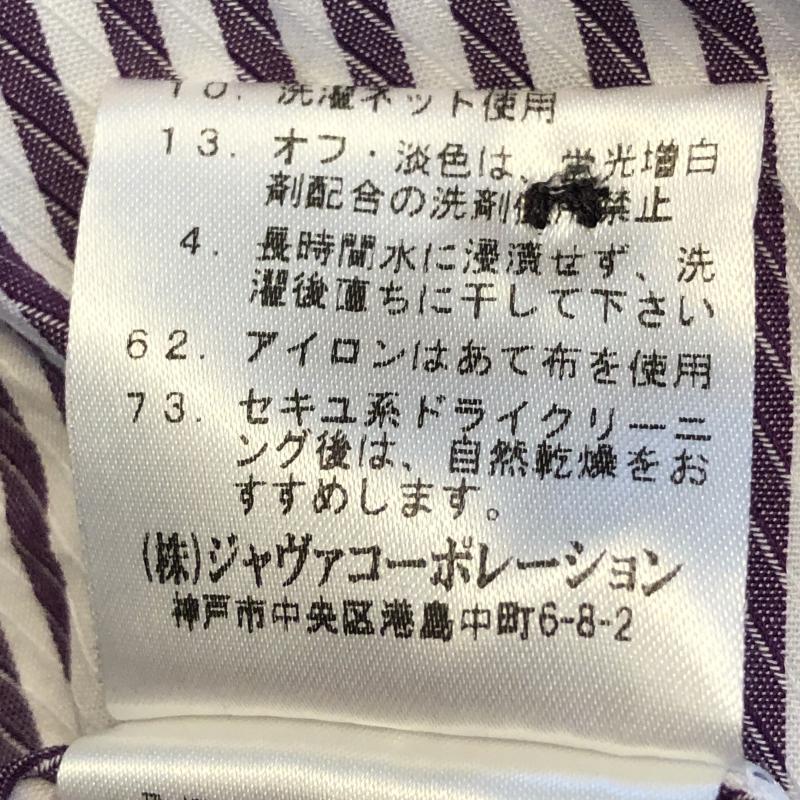 洗濯ネット使用
13. オフ・淡色は、蛍光増白
剤配合の洗剤使用禁止
4. 長時間水に浸漬せず、洗
濯後直ちに干して下さい
62. アイロンはあて布を使用
73. セキユ系ドライクリーニ
ング後は、自然乾燥をお
すすめします。
(株)ジャヴァコーポレーション
神戸市中央区港島中町6-8-2